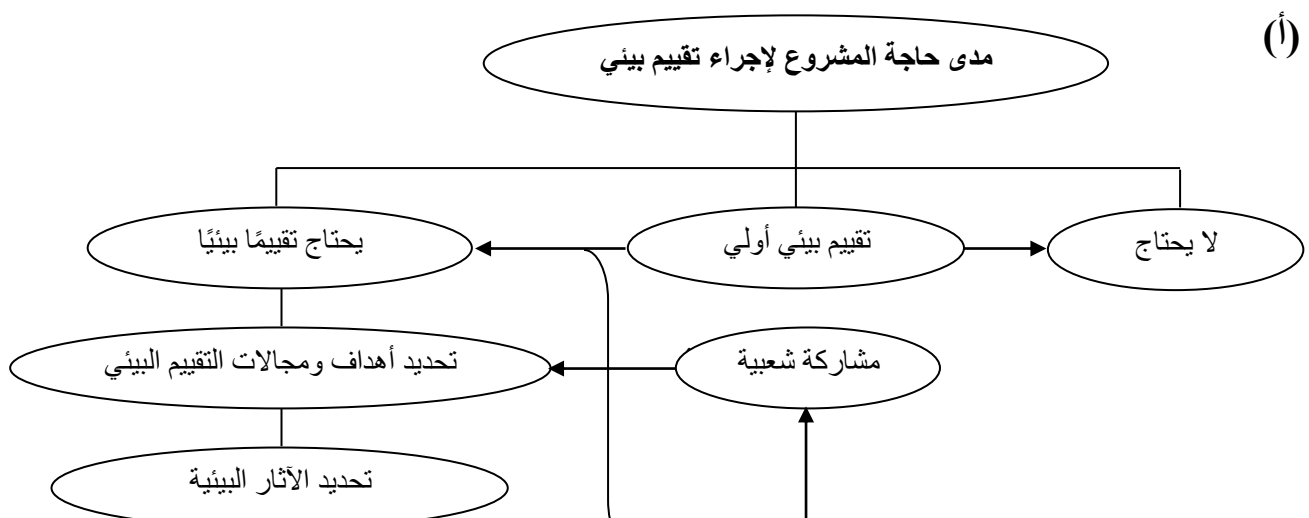 (أ)
مدى حاجة المشروع لإجراء تقييم بيئي
لا يحتاج
تقييم بيئي أولي
يحتاج تقييمًا بيئيًا
مشاركة شعبية
تحديد أهداف ومجالات التقييم البيئي
تحديد الآثار البيئية